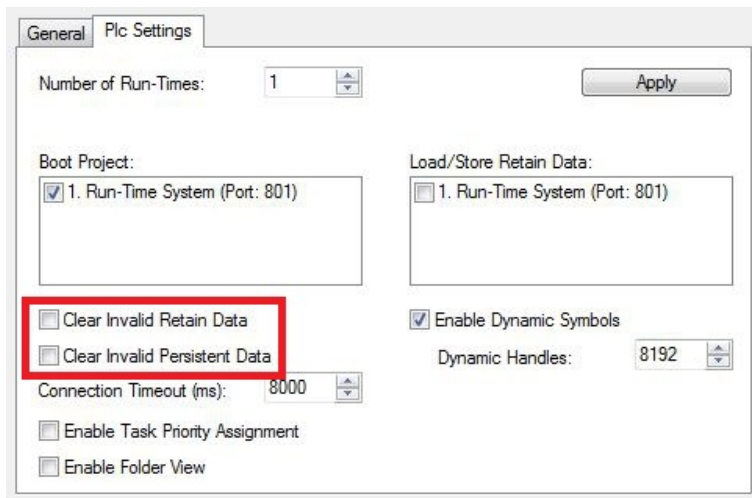 General Plc Settings
Number of Run-Times: 1 Apply
Boot Project: Load/Store Retain Data:
1. Run-Time System (Port: 801) 1. Run-Time System (Port: 801)
Clear Invalid Retain Data Enable Dynamic Symbols
Clear Invalid Persistent Data Dynamic Handles: 8192
Connection Timeout (ms): 8000
Enable Task Priority Assignment
Enable Folder View